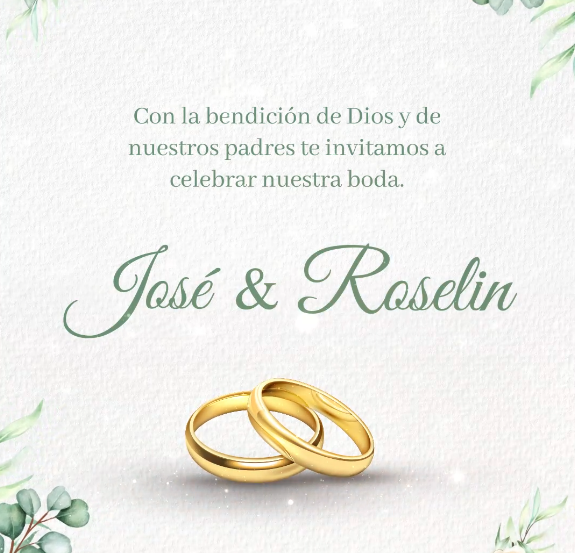 Con la bendición de Dios y de
nuestros padres te invitamos a
celebrar nuestra boda.
José & Roselin